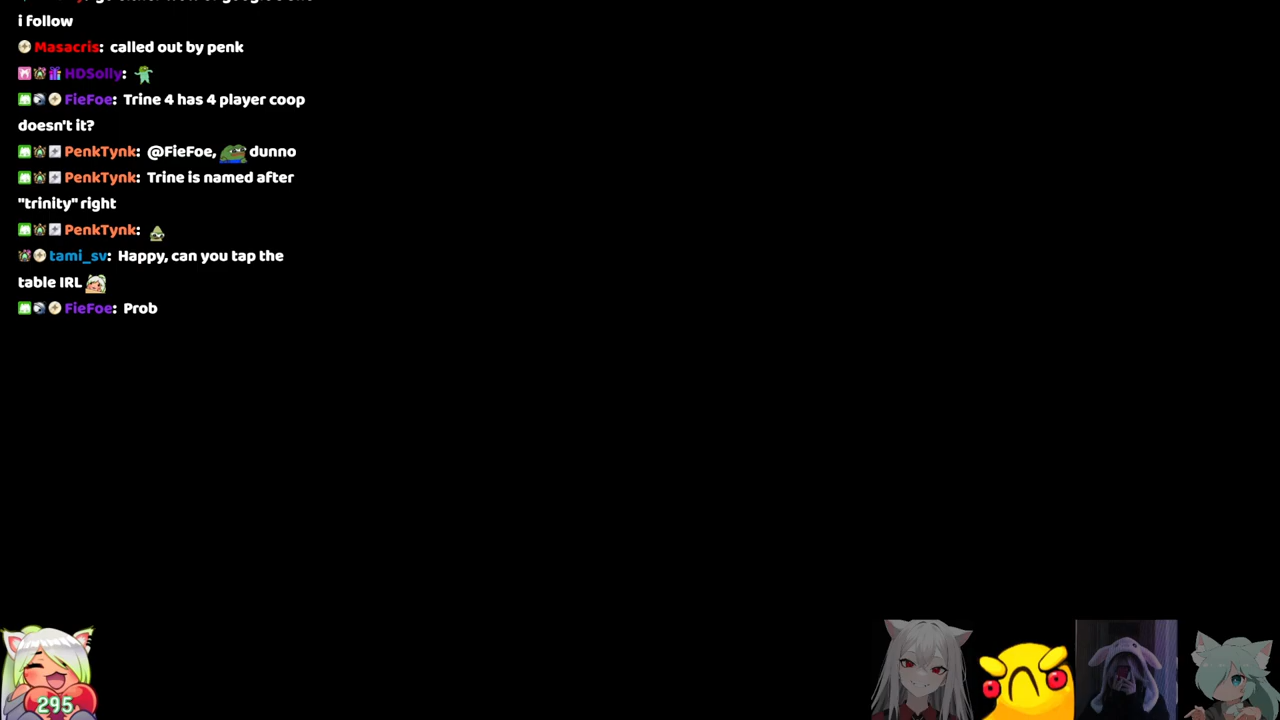 i follow
Masacris: called out by penk
HDSolly:
FieFoe: Trine 4 has 4 player coop
doesn't it?
PenkTynk: @FieFoe, dunno
PenkTynk: Trine is named after
"trinity" right
PenkTynk:
tami_sv: Happy, can you tap the
table IRL
FieFoe: Prob
295